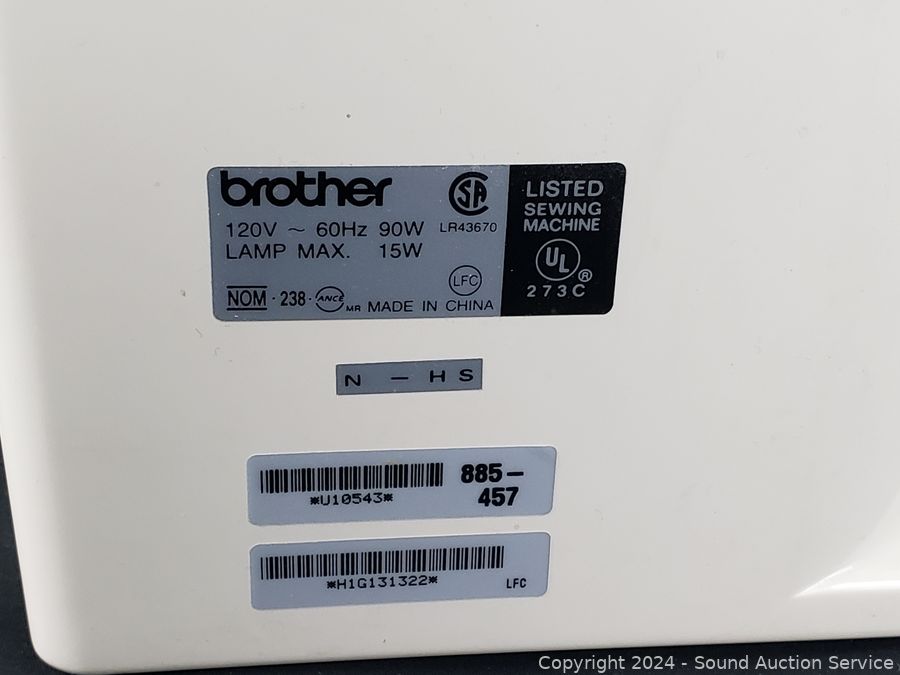 brother
120V ~ 60Hz 90W
LAMP MAX. 15W
SA
LR43670
LFC
NOM · 238 · ANCE MR MADE IN CHINA
LISTED
SEWING
MACHINE
UL ®
273C
N — HS
*U10543*
885-
457
*H1G131322*
LFC
Copyright © 2024 - Sound Auction Service